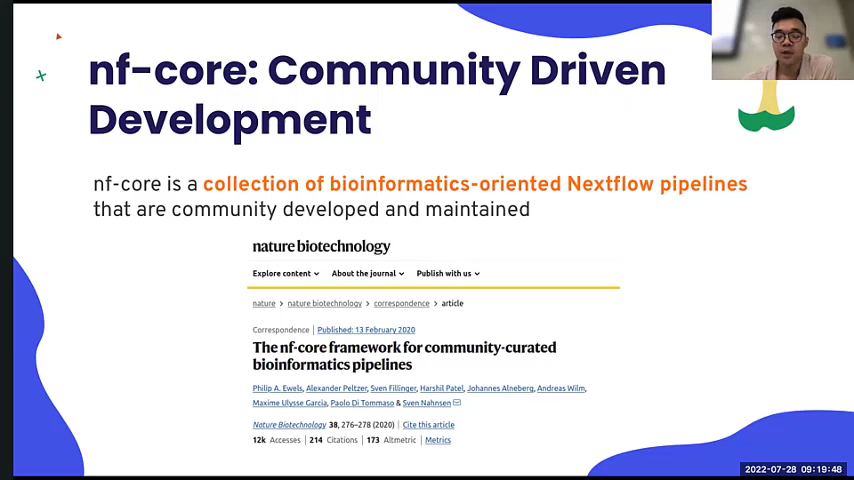 nf-core: Community Driven
Development
nf-core is a collection of bioinformatics-oriented Nextflow pipelines
that are community developed and maintained
nature biotechnology
Explore content About the journal Publish with us
nature > nature biotechnology > correspondence > article
Correspondence | Published: 13 February 2020
The nf-core framework for community-curated
bioinformatics pipelines
Philip A. Ewels, Alexander Peltzer, Sven Fillinger, Harshil Patel, Johannes Alneberg, Andreas Wilm,
Maxime Ulysse Garcia, Paolo Di Tommaso & Sven Nahnsen
Nature Biotechnology 38, 276–278 (2020) | Cite this article
12k Accesses | 214 Citations | 173 Altmetric | Metrics
2022-07-28 09:19:48